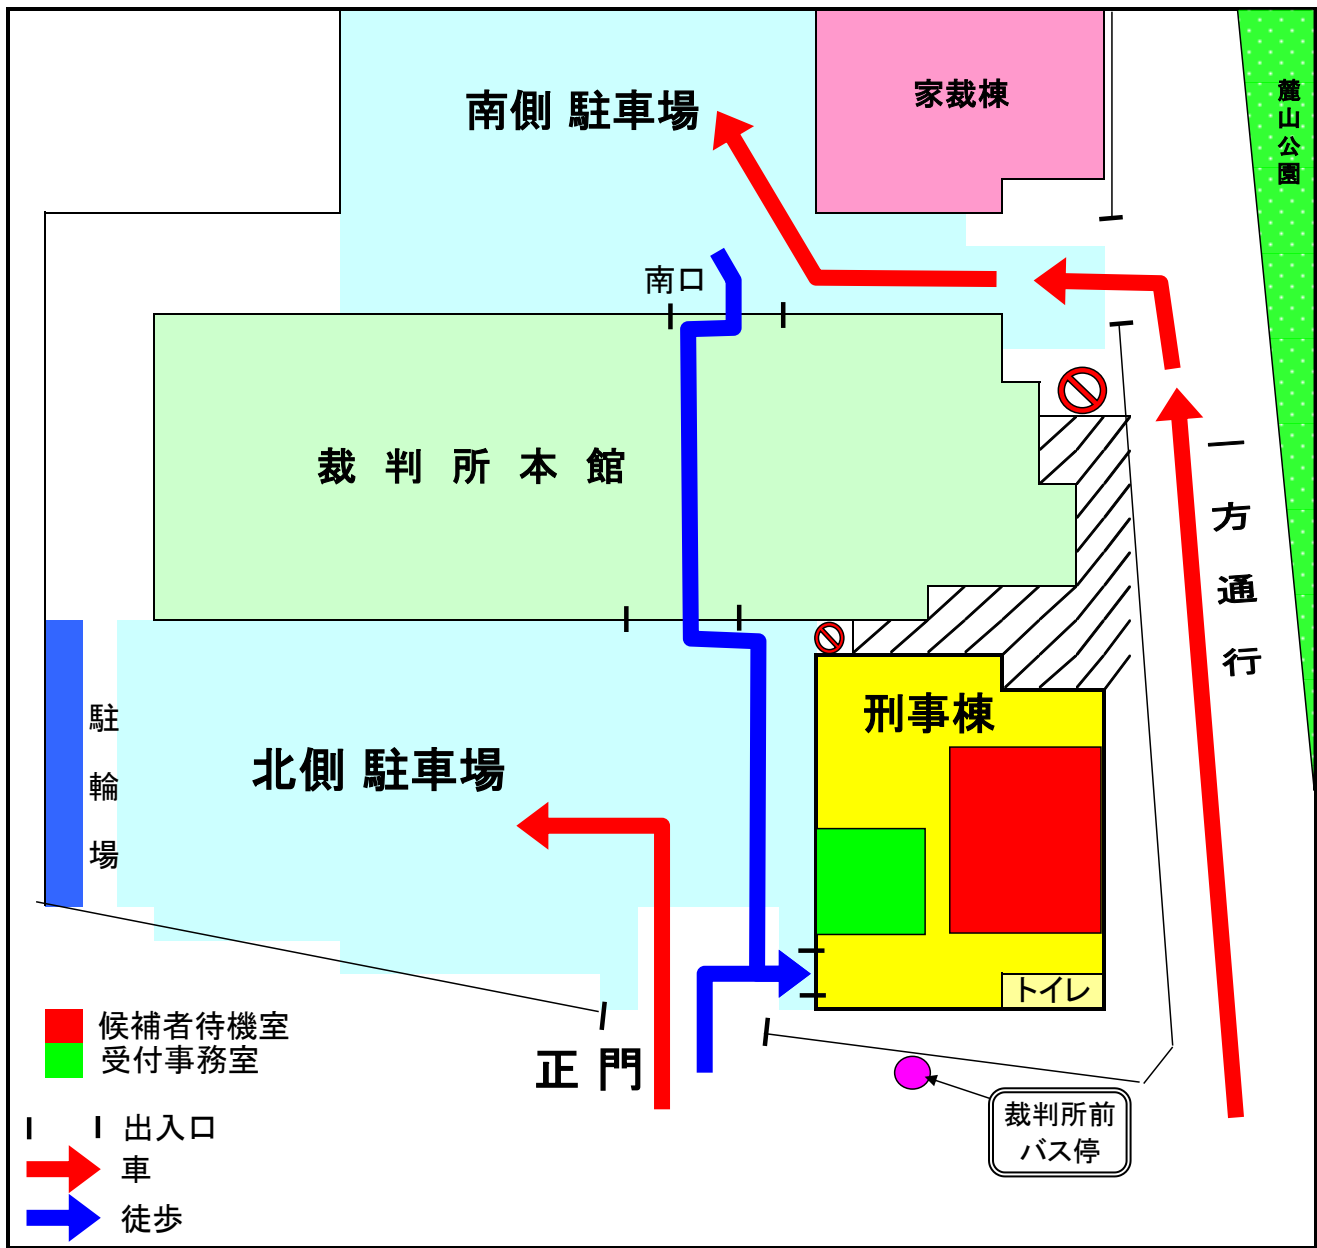 南側 駐車場
家裁棟
麓山公園
南口
裁判所本館
一方通行
刑事棟
駐輪場
北側 駐車場
トイレ
候補者待機室
受付事務室
正門
裁判所前
バス停
出入口
車
徒歩